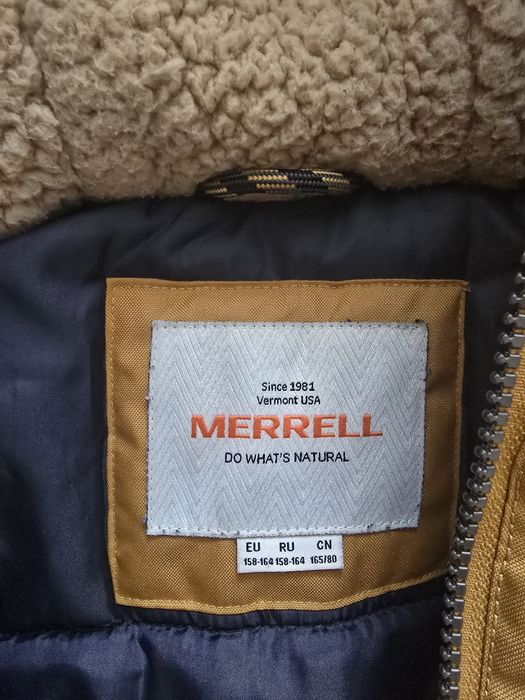 Since 1981
Vermont USA
MERRELL
DO WHAT'S NATURAL
EU RU CN
158-164 158-164 165/80